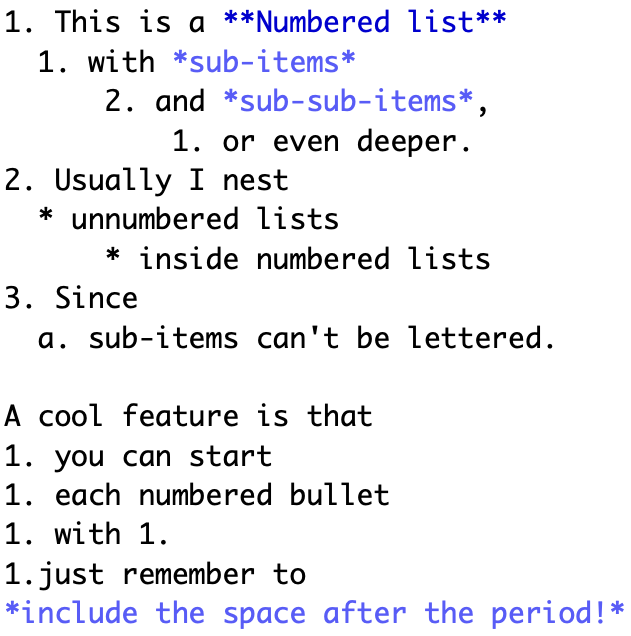 1. This is a **Numbered list**
  1. with *sub-items*
      2. and *sub-sub-items*,
          1. or even deeper.
2. Usually I nest
  * unnumbered lists
      * inside numbered lists
3. Since
  a. sub-items can't be lettered.

A cool feature is that
1. you can start
1. each numbered bullet
1. with 1.
1.just remember to
*include the space after the period!*